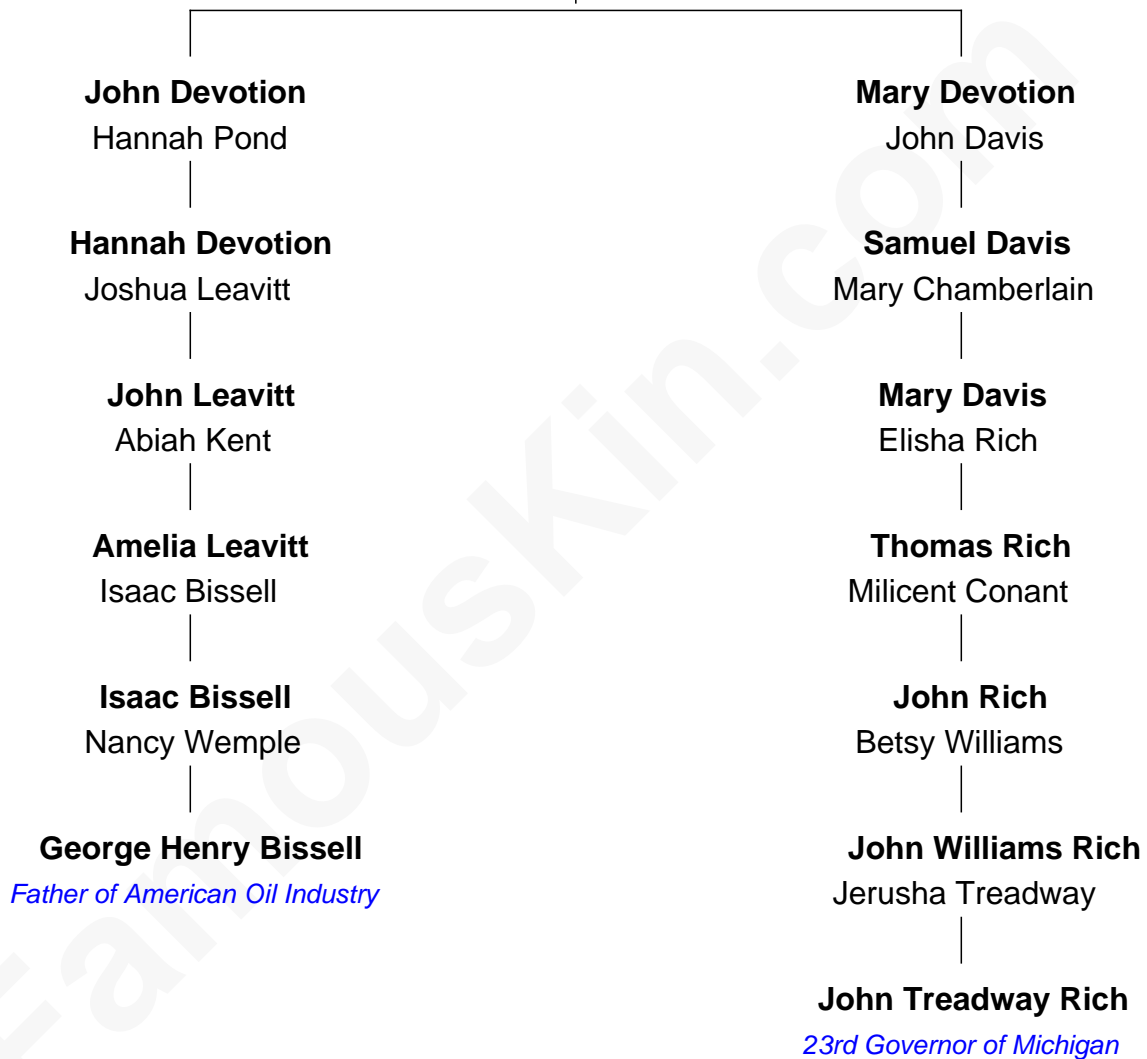 John Devotion
Hannah Pond
Hannah Devotion
Joshua Leavitt
John Leavitt
Abiah Kent
Amelia Leavitt
Isaac Bissell
Isaac Bissell
Nancy Wemple
George Henry Bissell
Father of American Oil Industry
Mary Devotion
John Davis
Samuel Davis
Mary Chamberlain
Mary Davis
Elisha Rich
Thomas Rich
Milicent Conant
John Rich
Betsy Williams
John Williams Rich
Jerusha Treadway
John Treadway Rich
23rd Governor of Michigan
FamousKin.com